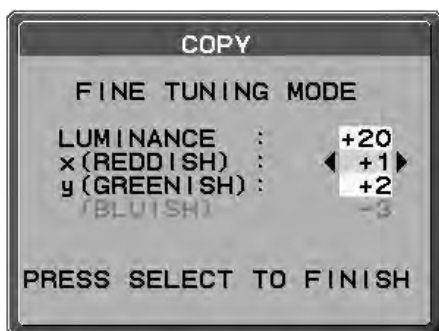 COPY
FINE TUNING MODE
LUMINANCE : +20
x(REDDISH) : +1
y(GREENISH) : +2
(BLUISH) -3
PRESS SELECT TO FINISH